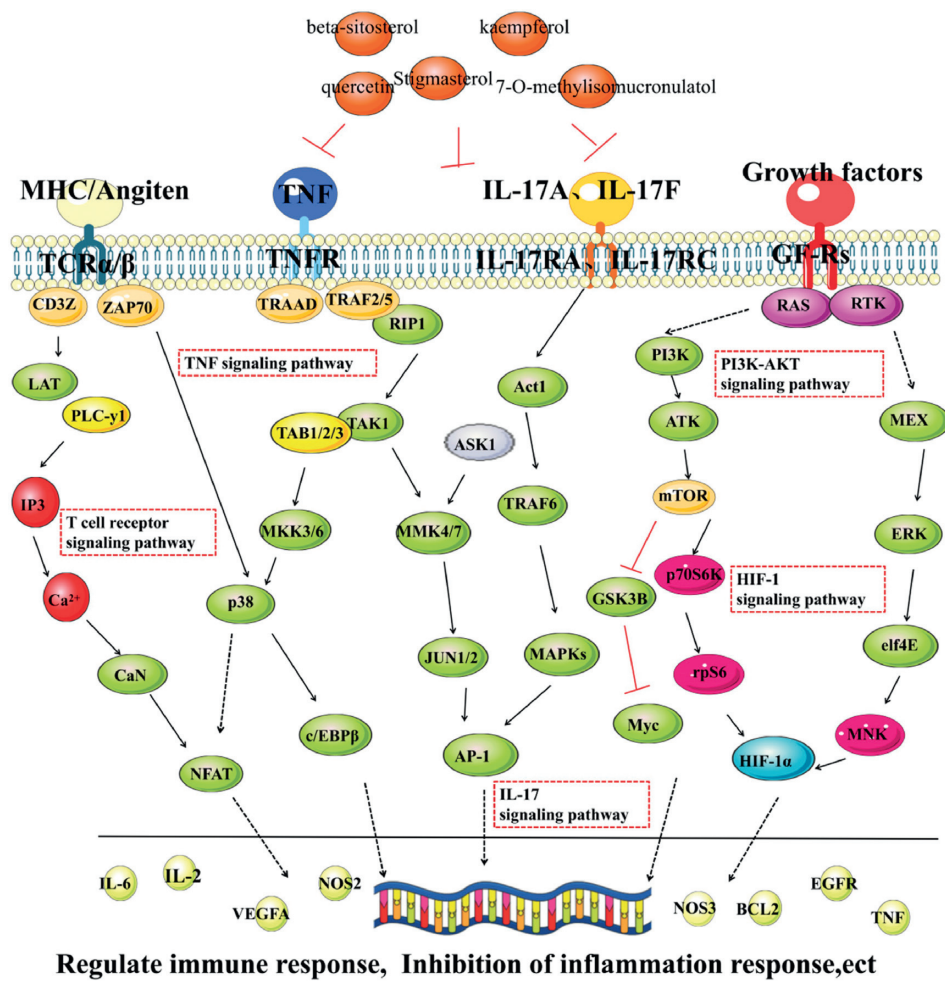 beta-sitosterol
kaempferol
quercetin
Stigmasterol
7-O-methylisomucronulatol
MHC/Angiten
TNF
IL-17A、IL-17F
Growth factors
TCRα/β
TNFR
IL-17RA、IL-17RC
GF-Rs
CD3Z
ZAP70
TRAAD
TRAF2/5
RIP1
RAS
RTK
TNF signaling pathway
PI3K
PI3K-AKT
signaling pathway
LAT
PLC-y1
Act1
ATK
MEX
TAB1/2/3
TAK1
ASK1
IP3
T cell receptor
signaling pathway
MKK3/6
MMK4/7
TRAF6
mTOR
ERK
Ca²⁺
p38
GSK3B
p70S6K
HIF-1
signaling pathway
CaN
JUN1/2
MAPKs
rpS6
elf4E
c/EBPβ
Myc
MNK
NFAT
AP-1
HIF-1α
IL-17
signaling pathway
IL-6
IL-2
VEGFA
NOS2
NOS3
BCL2
EGFR
TNF
Regulate immune response, Inhibition of inflammation response,ect